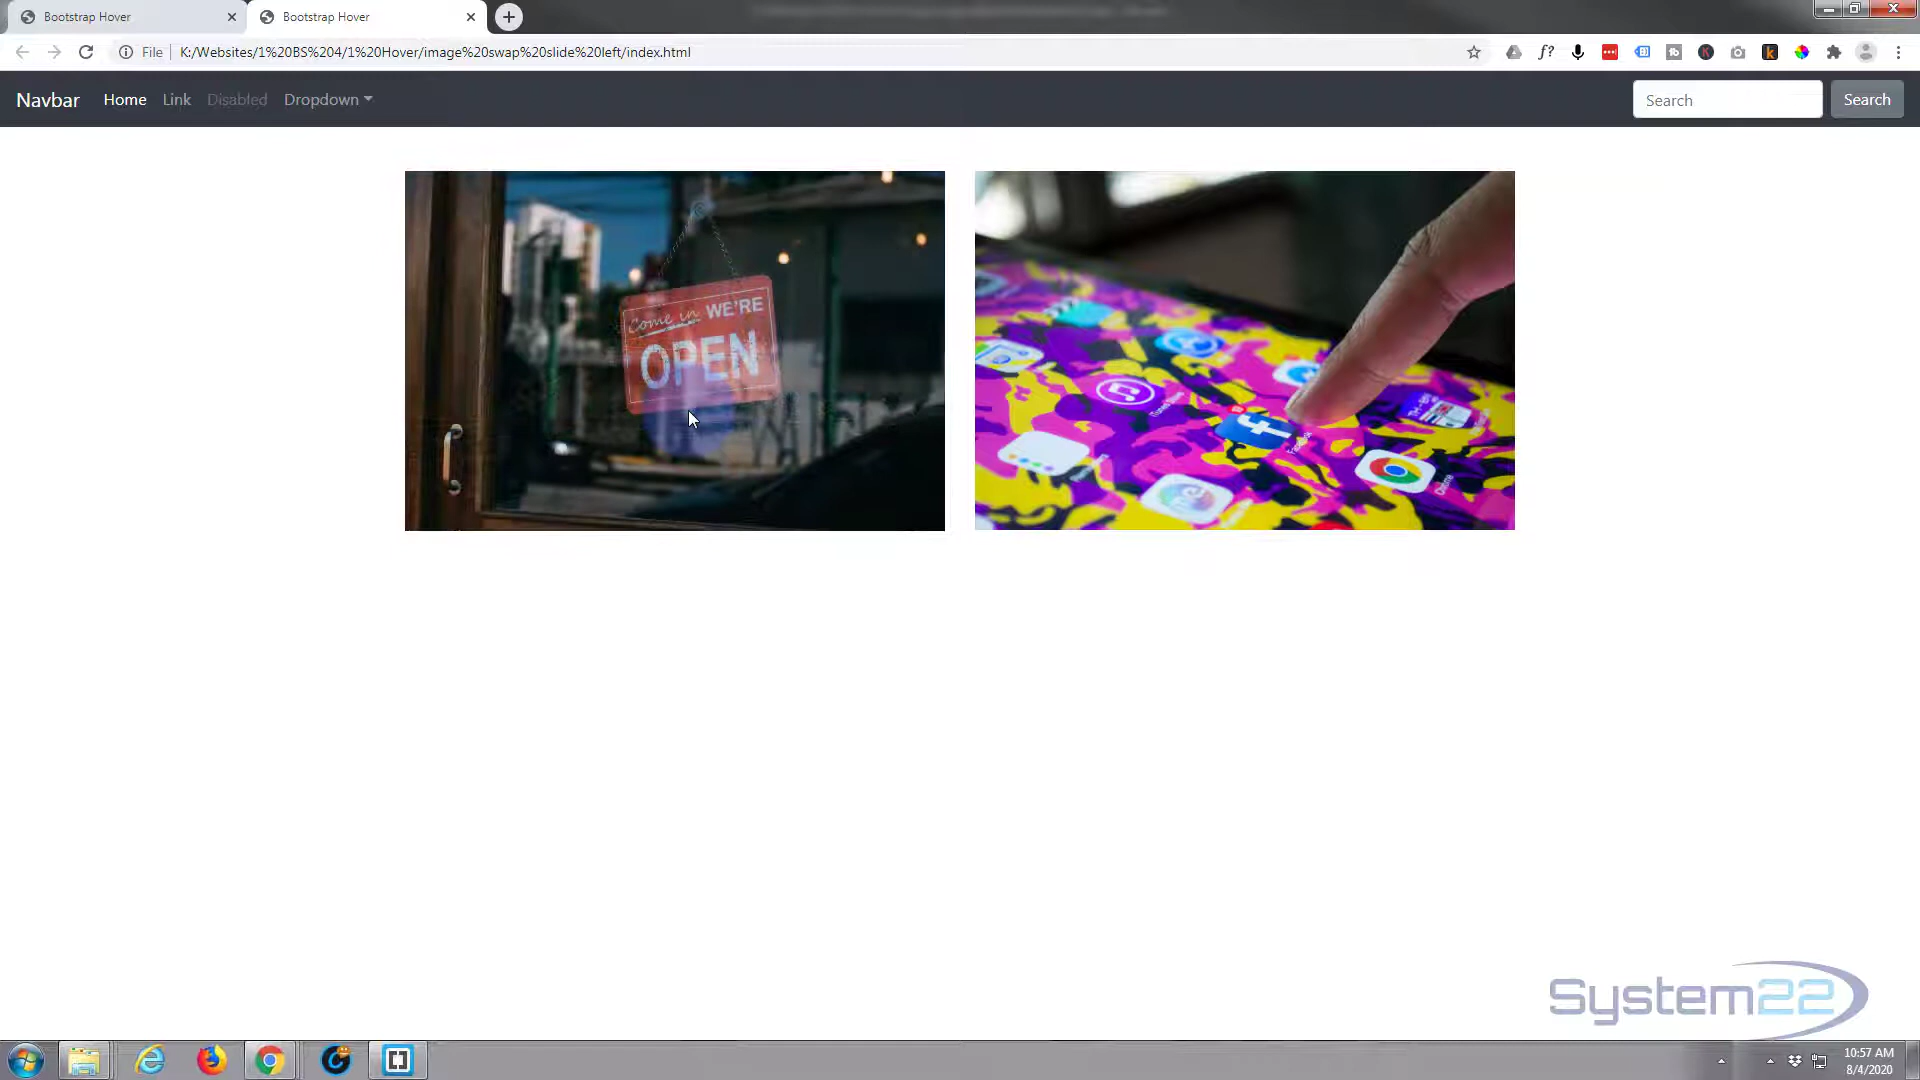 Bootstrap Hover
Bootstrap Hover
File
K:/Websites/1%20BS%204/1%20Hover/image%20swap%20slide%20left/index.html
Navbar
Home
Link
Disabled
Dropdown
Search
Search
Come in WE'RE
OPEN
Facebook
System22
10:57 AM
8/4/2020